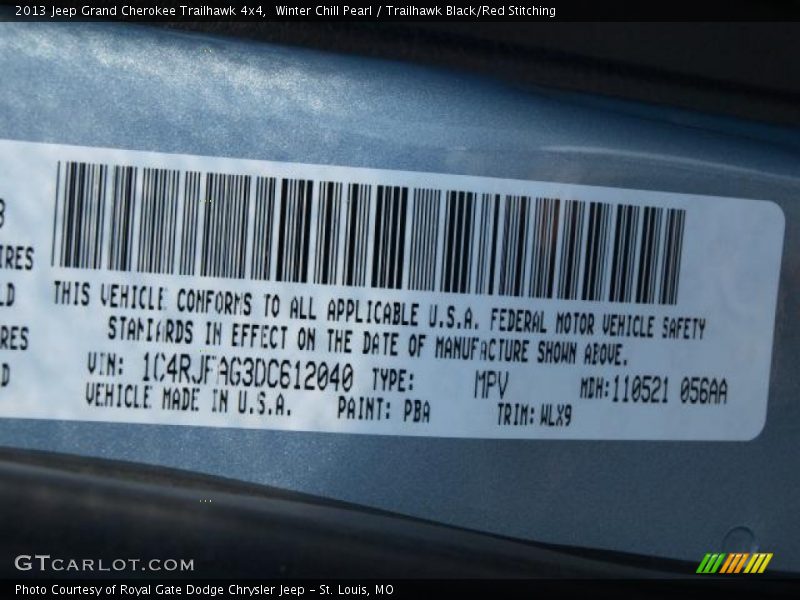 2013 Jeep Grand Cherokee Trailhawk 4x4, Winter Chill Pearl / Trailhawk Black/Red Stitching
THIS VEHICLE CONFORMS TO ALL APPLICABLE U.S.A. FEDERAL MOTOR VEHICLE SAFETY
STANDARDS IN EFFECT ON THE DATE OF MANUFACTURE SHOWN ABOVE.
IRES
LD
RES
D
VIN: 1C4RJFAG3DC612040 TYPE: MPV MDH:110521 056AA
VEHICLE MADE IN U.S.A. PAINT: PBA TRIM: WLX9
GTCARLOT.COM
Photo Courtesy of Royal Gate Dodge Chrysler Jeep – St. Louis, MO